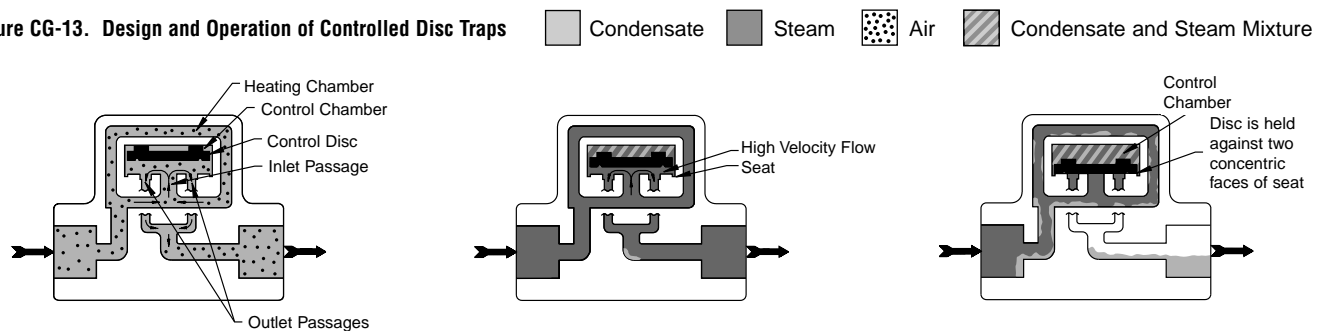 CG-13. Design and Operation of Controlled Disc Traps
Condensate
Steam
Air
Condensate and Steam Mixture
Heating Chamber
Control Chamber
Control Disc
Inlet Passage
Outlet Passages
High Velocity Flow
Seat
Control
Chamber
Disc is held
against two
concentric
faces of seat